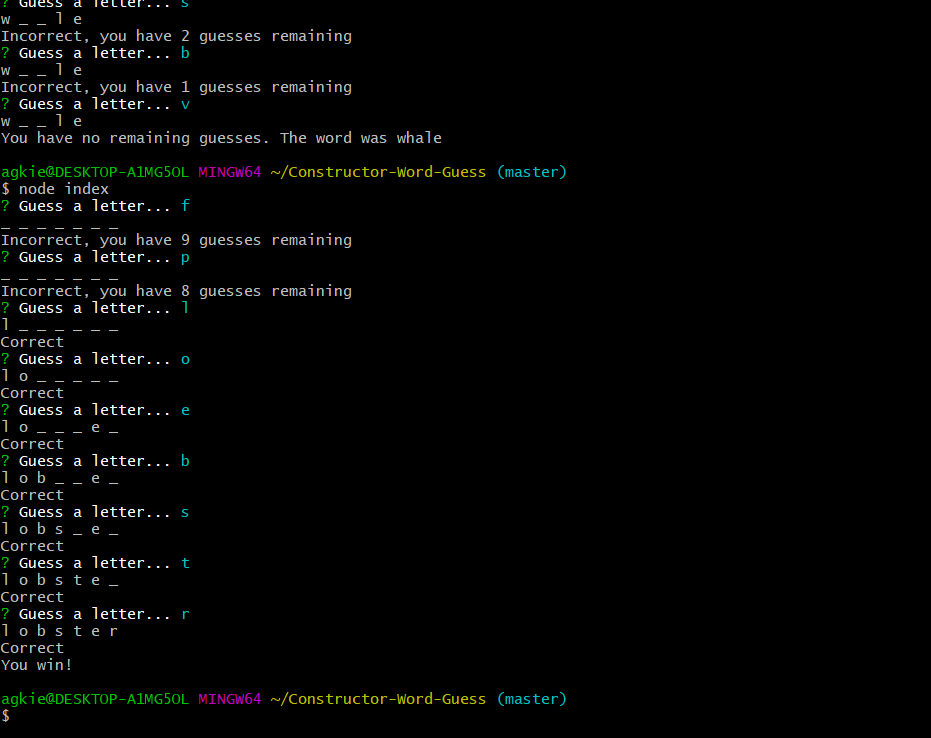 ? Guess a letter... s
w _ _ l e
Incorrect, you have 2 guesses remaining
? Guess a letter... b
w _ _ l e
Incorrect, you have 1 guesses remaining
? Guess a letter... v
w _ _ l e
You have no remaining guesses. The word was whale
agkie@DESKTOP-A1MG5OL MINGW64 ~/Constructor-Word-Guess (master)
$ node index
? Guess a letter... f
_ _ _ _ _ _ _
Incorrect, you have 9 guesses remaining
? Guess a letter... p
_ _ _ _ _ _ _
Incorrect, you have 8 guesses remaining
? Guess a letter... l
l _ _ _ _ _ _
Correct
? Guess a letter... o
l o _ _ _ _ _
Correct
? Guess a letter... e
l o _ _ _ e _
Correct
? Guess a letter... b
l o b _ _ e _
Correct
? Guess a letter... s
l o b s _ e _
Correct
? Guess a letter... t
l o b s t e _
Correct
? Guess a letter... r
l o b s t e r
Correct
You win!
agkie@DESKTOP-A1MG5OL MINGW64 ~/Constructor-Word-Guess (master)
$